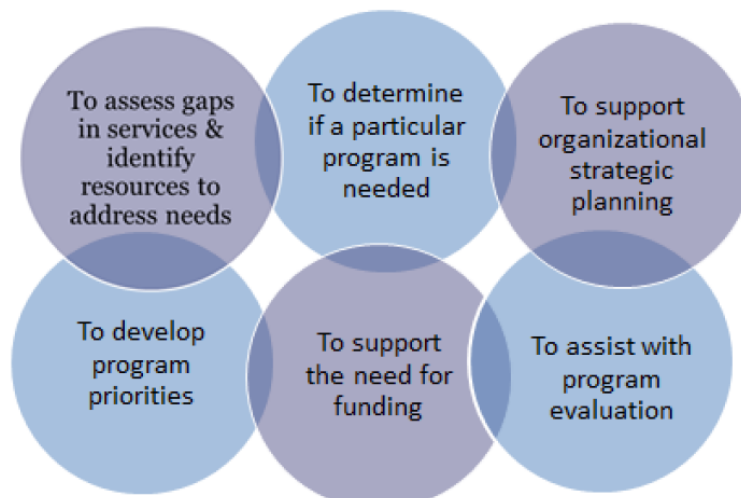 To assess gaps
in services &
identify
resources to
address needs
To determine
if a particular
program is
needed
To support
organizational
strategic
planning
To develop
program
priorities
To support
the need for
funding
To assist with
program
evaluation